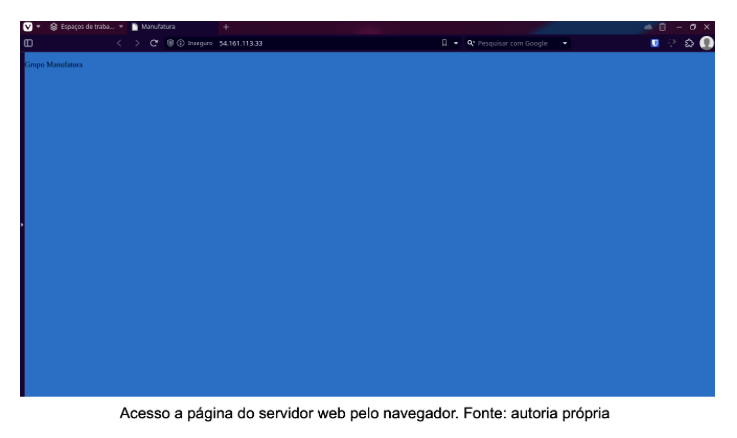 Espaços de traba...
Manufatura
Inseguro 54.161.113.33
Pesquisar com Google
Grupo Manufatura
Acesso a página do servidor web pelo navegador. Fonte: autoria própria